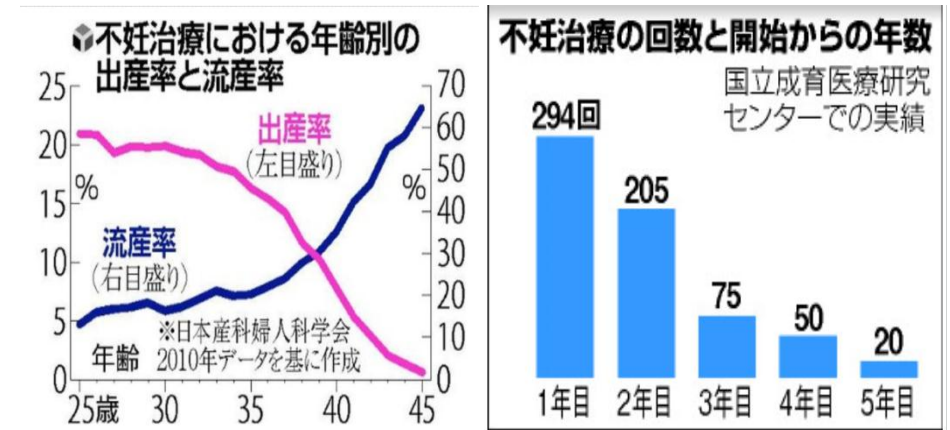 不妊治療における年齢別の
出産率と流産率
25
20
15
10
5
0
%
70
60
50
40
30
20
10
0
%
出産率
(左目盛り)
流産率
(右目盛り)
※日本産科婦人科学会
2010年データを基に作成
年齢
25歳 30 35 40 45
不妊治療の回数と開始からの年数
国立成育医療研究
センターでの実績
294回
205
75
50
20
1年目 2年目 3年目 4年目 5年目